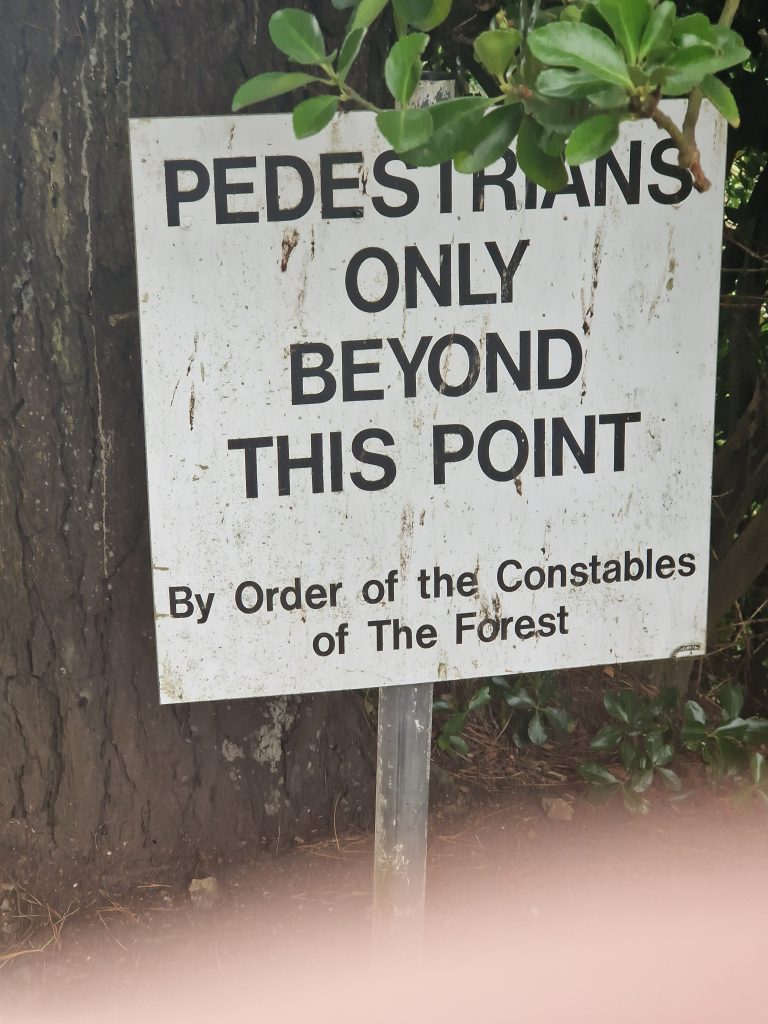 PEDESTRIANS
ONLY
BEYOND
THIS POINT
By Order of the Constables
of The Forest